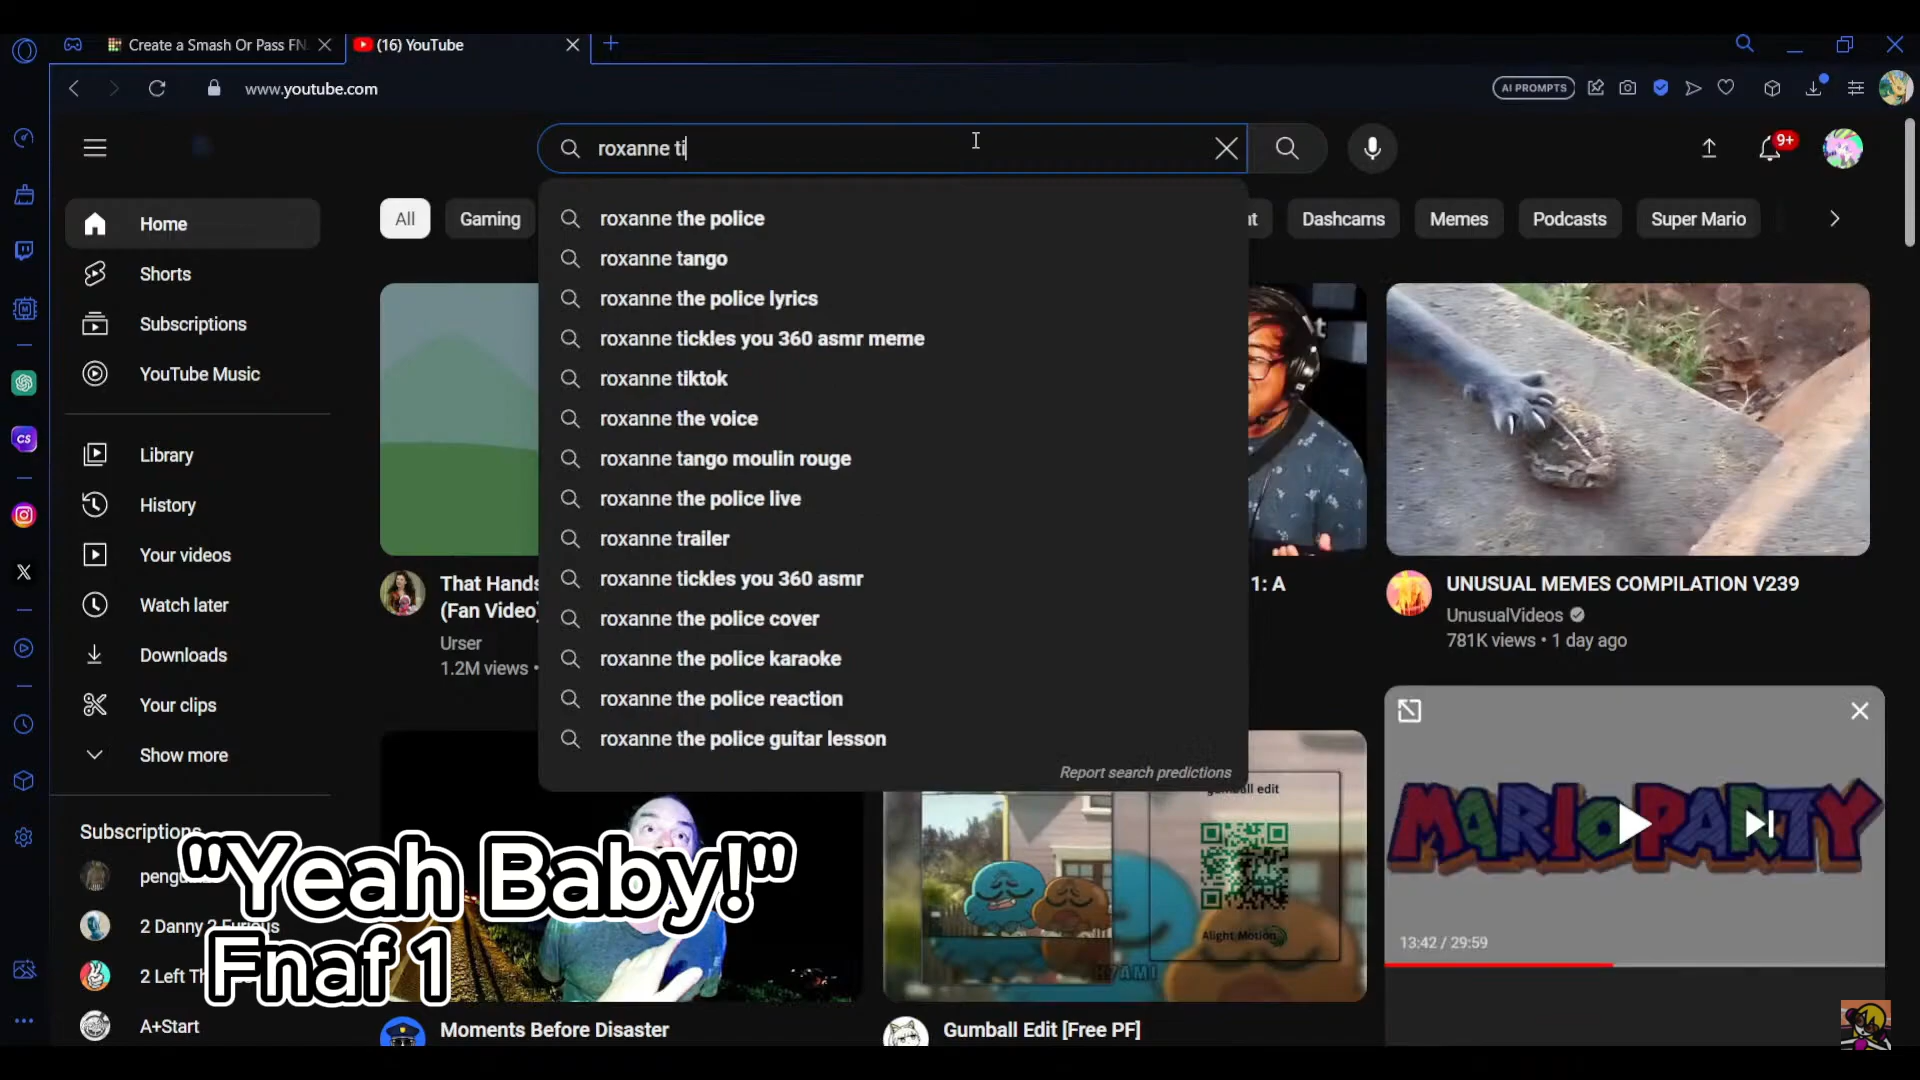 Create a Smash Or Pass FN
(16) YouTube
www.youtube.com
AI PROMPTS
roxanne ti
9+
Home
Shorts
Subscriptions
YouTube Music
Library
History
Your videos
Watch later
Downloads
Your clips
Show more
Subscriptions
2 Danny 2 Furious
2 Left Th
A+Start
All
Gaming
Dashcams
Memes
Podcasts
Super Mario
roxanne the police
roxanne tango
roxanne the police lyrics
roxanne tickles you 360 asmr meme
roxanne tiktok
roxanne the voice
roxanne tango moulin rouge
roxanne the police live
roxanne trailer
roxanne tickles you 360 asmr
roxanne the police cover
roxanne the police karaoke
roxanne the police reaction
roxanne the police guitar lesson
Report search predictions
That Hands
(Fan Video)
Urser
1.2M views •
1: A
UNUSUAL MEMES COMPILATION V239
UnusualVideos
781K views • 1 day ago
MARIO PARTY
13:42 / 29:59
gumball edit
Alight Motion
Moments Before Disaster
Gumball Edit [Free PF]
"Yeah Baby!"
Fnaf 1